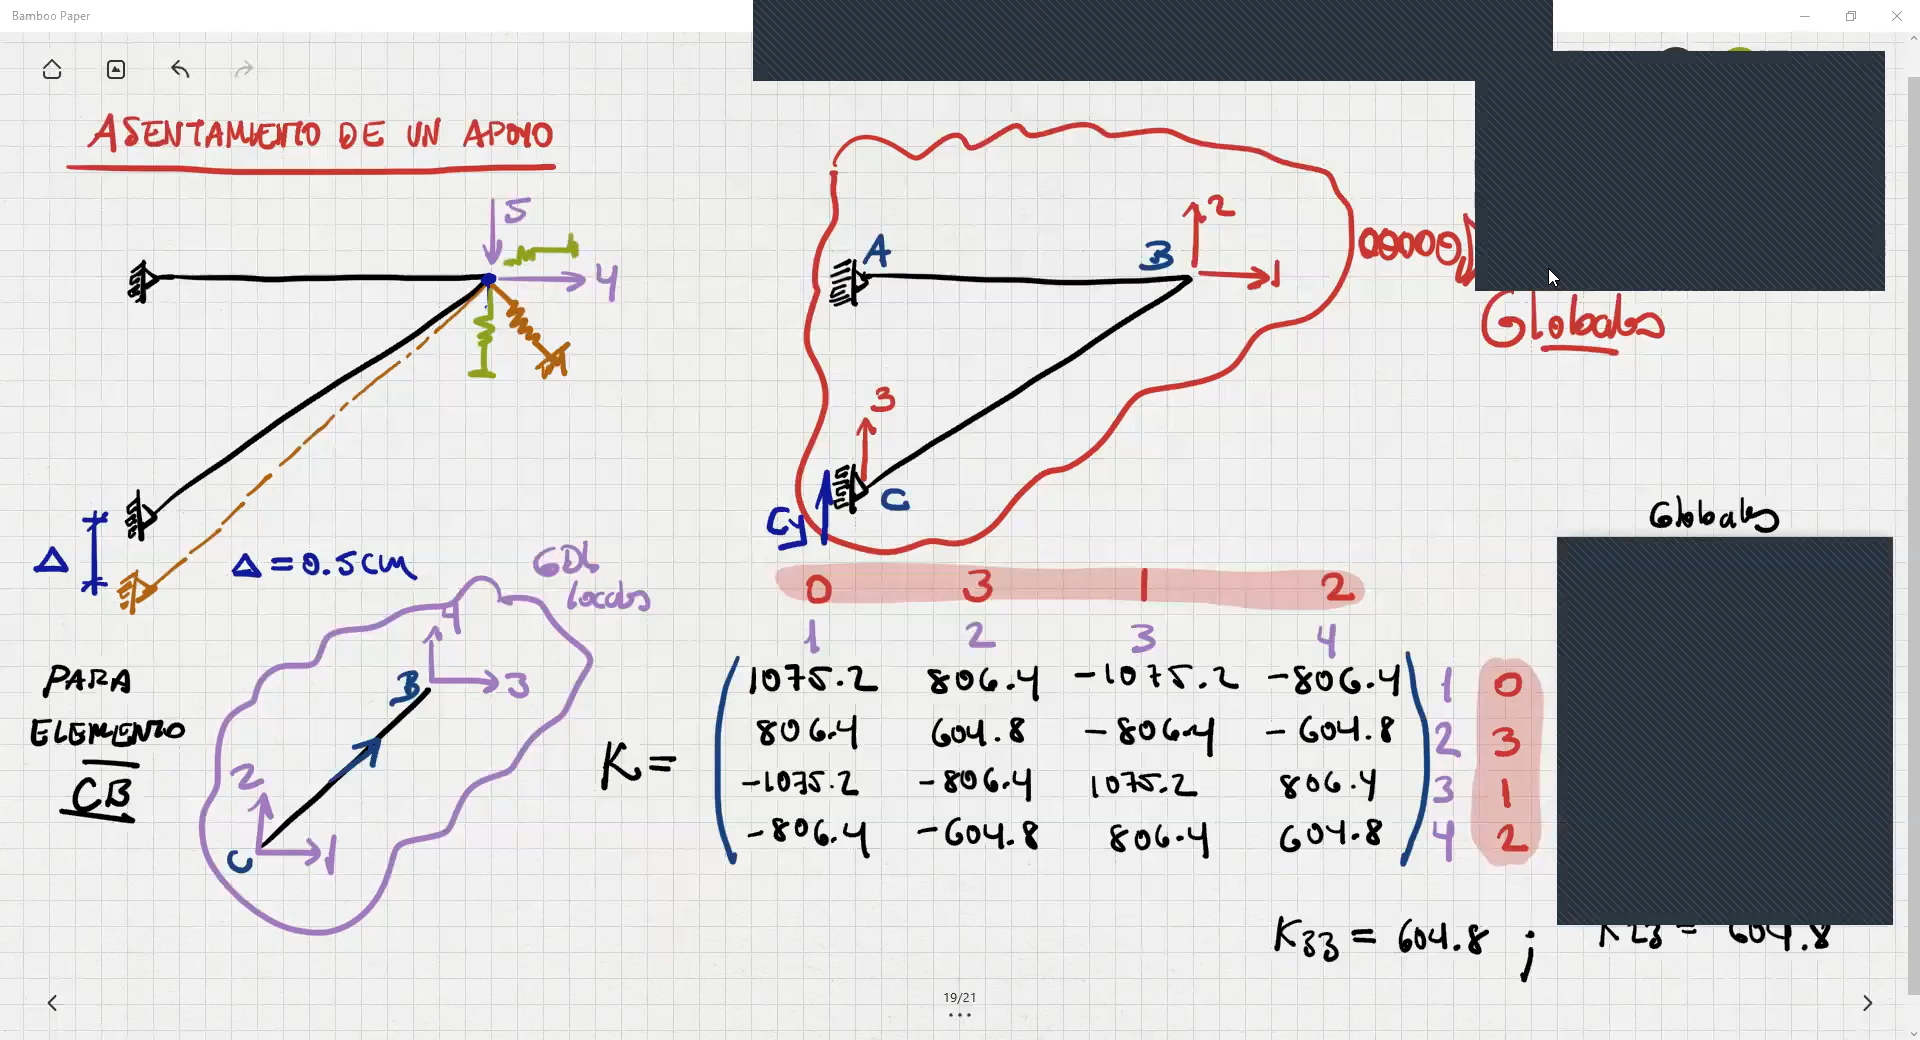 Bamboo Paper
ASENTAMIENTO DE UN APOYO
5
4
Δ
Δ = 0.5 cm
GDL
locales
PARA
ELEMENTO
CB
B
4
3
2
C
1
A
B
2
1
3
C
Cy
Globales
0 3 1 2
1 2 3 4
K =
1075.2 806.4 -1075.2 -806.4 1 0
806.4 604.8 -806.4 -604.8 2 3
-1075.2 -806.4 1075.2 806.4 3 1
-806.4 -604.8 806.4 604.8 4 2
Globales
K33 = 604.8 ;
19/21